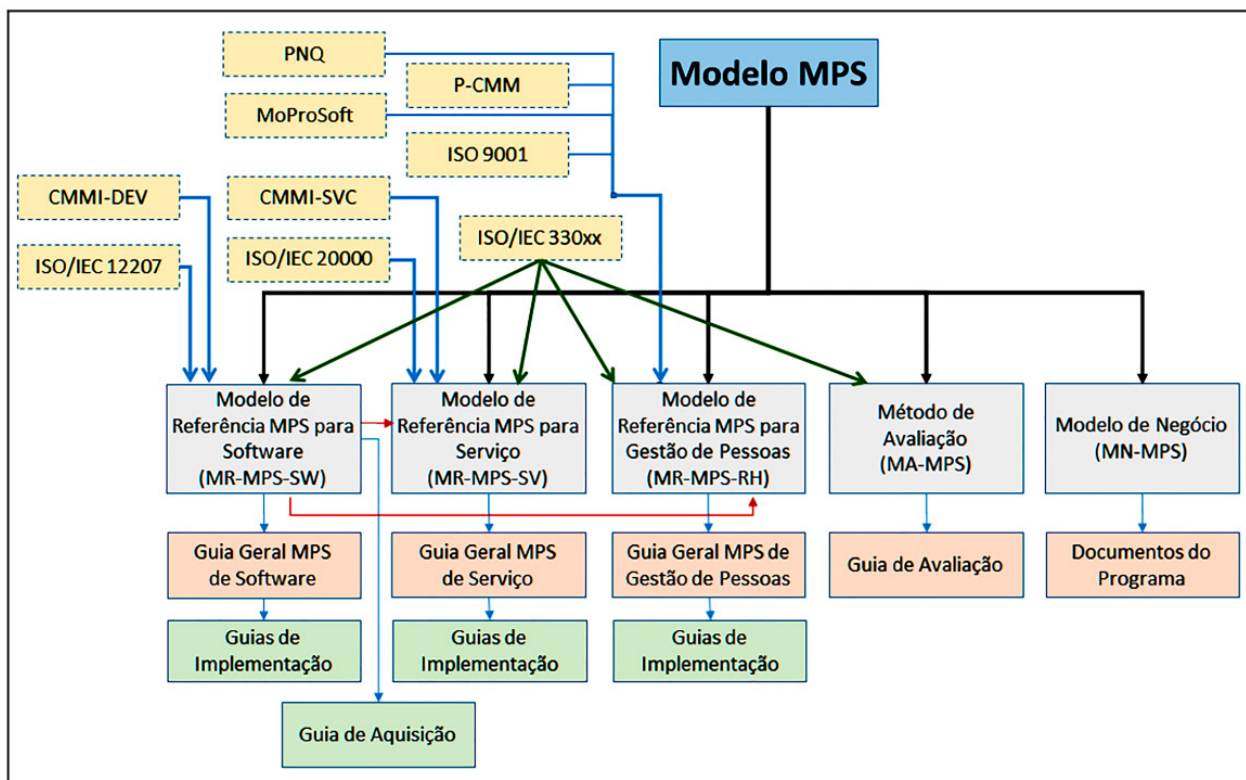 PNQ
Modelo MPS
P-CMM
MoProSoft
ISO 9001
CMMI-DEV
CMMI-SVC
ISO/IEC 330xx
ISO/IEC 12207
ISO/IEC 20000
Modelo de
Referência MPS para
Software
(MR-MPS-SW)
Modelo de
Referência MPS para
Serviço
(MR-MPS-SV)
Modelo de
Referência MPS para
Gestão de Pessoas
(MR-MPS-RH)
Método de
Avaliação
(MA-MPS)
Modelo de Negócio
(MN-MPS)
Guia Geral MPS
de Software
Guia Geral MPS
de Serviço
Guia Geral MPS de
Gestão de Pessoas
Guia de Avaliação
Documentos do
Programa
Guias de
Implementação
Guias de
Implementação
Guias de
Implementação
Guia de Aquisição